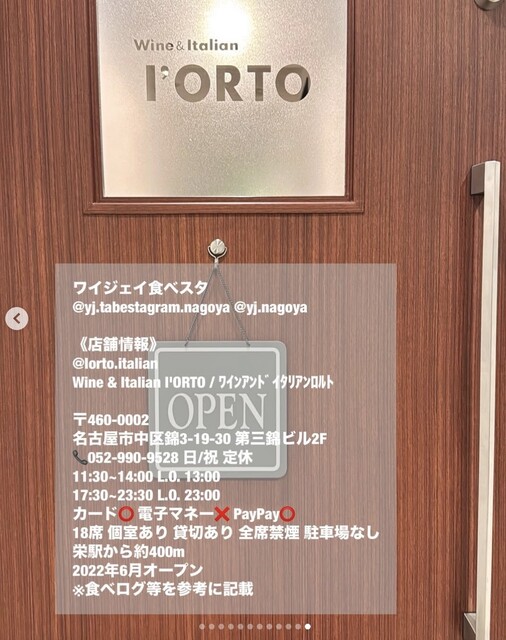 Wine & Italian
l'ORTO
ワイジェイ食べスタ
@yj.tabestagram.nagoya @yj.nagoya
《店舗情報》
@lorto.italian
Wine & Italian l'ORTO / ﾜｲﾝｱﾝﾄﾞｲﾀﾘｱﾝﾛﾙﾄ
OPEN
〒460-0002
名古屋市中区錦3-19-30 第三錦ビル2F
📞052-990-9528 日/祝 定休
11:30~14:00 L.O. 13:00
17:30~23:30 L.O. 23:00
カード⭕ 電子マネー❌ PayPay⭕
18席 個室あり 貸切あり 全席禁煙 駐車場なし
栄駅から約400m
2022年6月オープン
※食べログ等を参考に記載